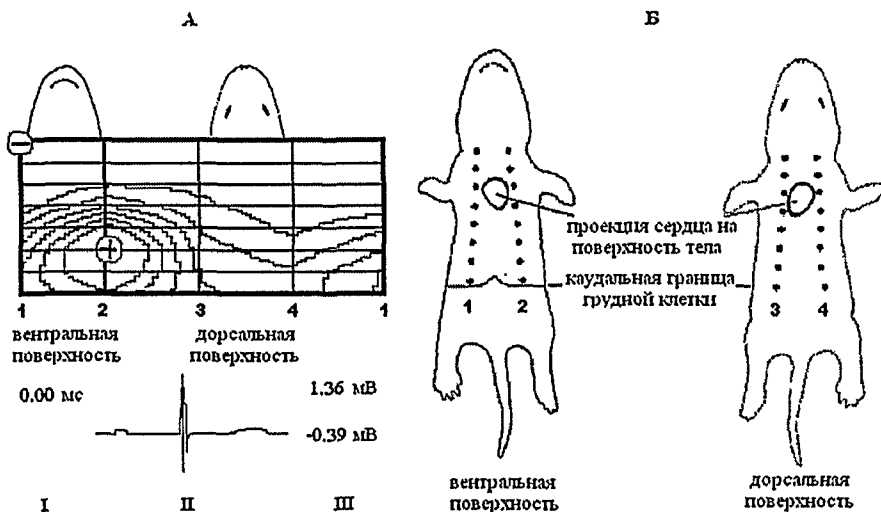 А
Б
1 2 3 4 1
вентральная
поверхность
дорсальная
поверхность
0.00 мс
1.36 мВ
-0.39 мВ
I II III
проекция сердца на
поверхность тела
каудальная граница
грудной клетки
1 2
3 4
вентральная
поверхность
дорсальная
поверхность